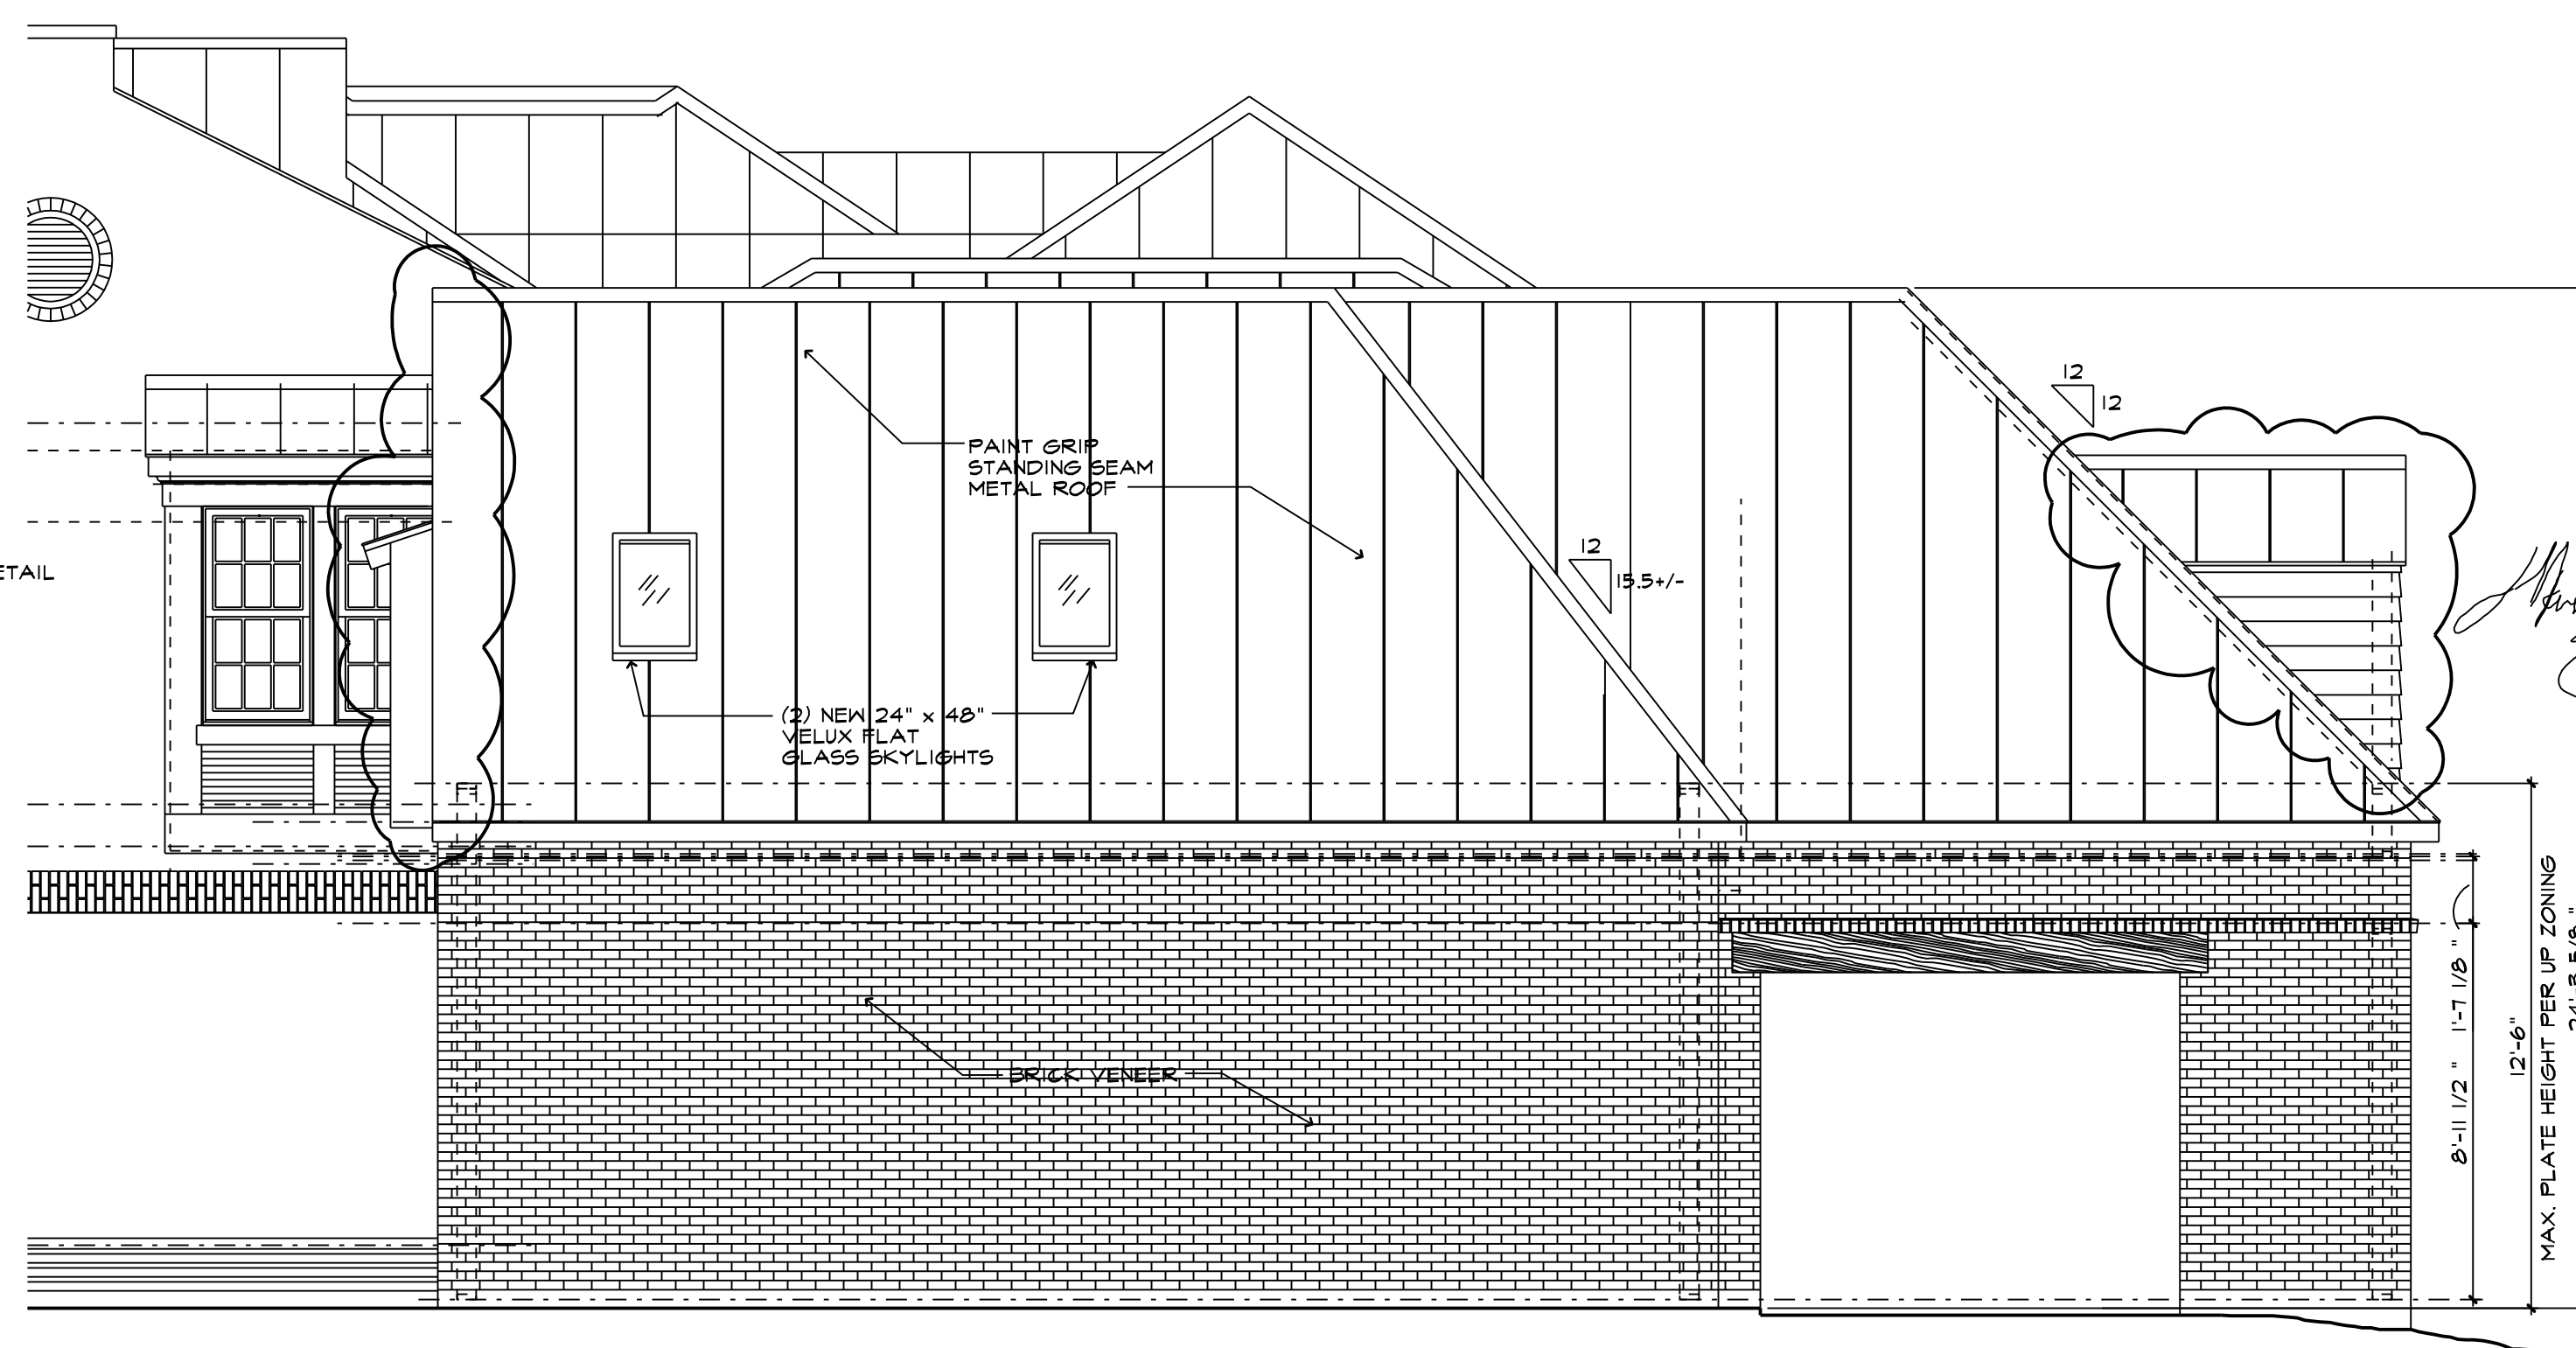 12
12
PAINT GRIP
STANDING SEAM
METAL ROOF
12
15.5+/-
ETAIL
(2) NEW 24" x 48"
VELUX FLAT
GLASS SKYLIGHTS
BRICK VENEER
8'-11 1/2 "
1'-7 1/8 "
12'-6"
MAX. PLATE HEIGHT PER UP ZONING